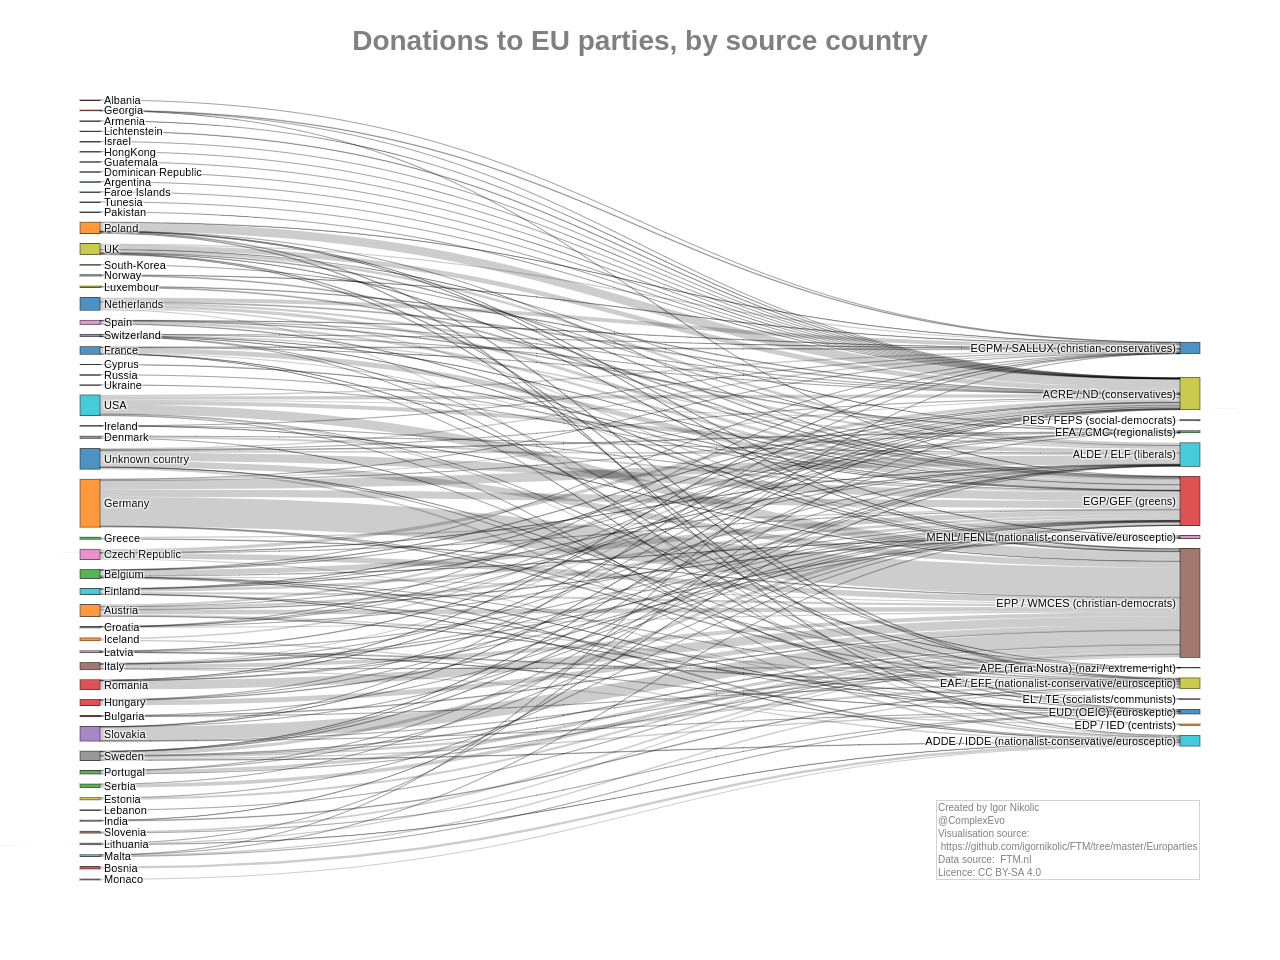 Donations to EU parties, by source country
Albania
Georgia
Armenia
Lichtenstein
Israel
HongKong
Guatemala
Dominican Republic
Argentina
Faroe Islands
Tunesia
Pakistan
Poland
UK
South-Korea
Norway
Luxembour
Netherlands
Spain
Switzerland
France
Cyprus
Russia
Ukraine
USA
Ireland
Denmark
Unknown country
Germany
Greece
Czech Republic
Belgium
Finland
Austria
Croatia
Iceland
Latvia
Italy
Romania
Hungary
Bulgaria
Slovakia
Sweden
Portugal
Serbia
Estonia
Lebanon
India
Slovenia
Lithuania
Malta
Bosnia
Monaco
ECPM / SALLUX (christian-conservatives)
ACRE / ND (conservatives)
PES / FEPS (social-democrats)
EFA / CMC (regionalists)
ALDE / ELF (liberals)
EGP/GEF (greens)
MENL/ FENL (nationalist-conservative/eurosceptic)
EPP / WMCES (christian-democrats)
APF (Terra-Nostra) (nazi / extreme-right)
EAF / EFF (nationalist-conservative/eurosceptic)
EL / TE (socialists/communists)
EUD (OEIC) (euroskeptic)
EDP / IED (centrists)
ADDE / IDDE (nationalist-conservative/eurosceptic)
Created by Igor Nikolic
@ComplexEvo
Visualisation source:
https://github.com/igornikolic/FTM/tree/master/Europarties
Data source: FTM.nl
Licence: CC BY-SA 4.0